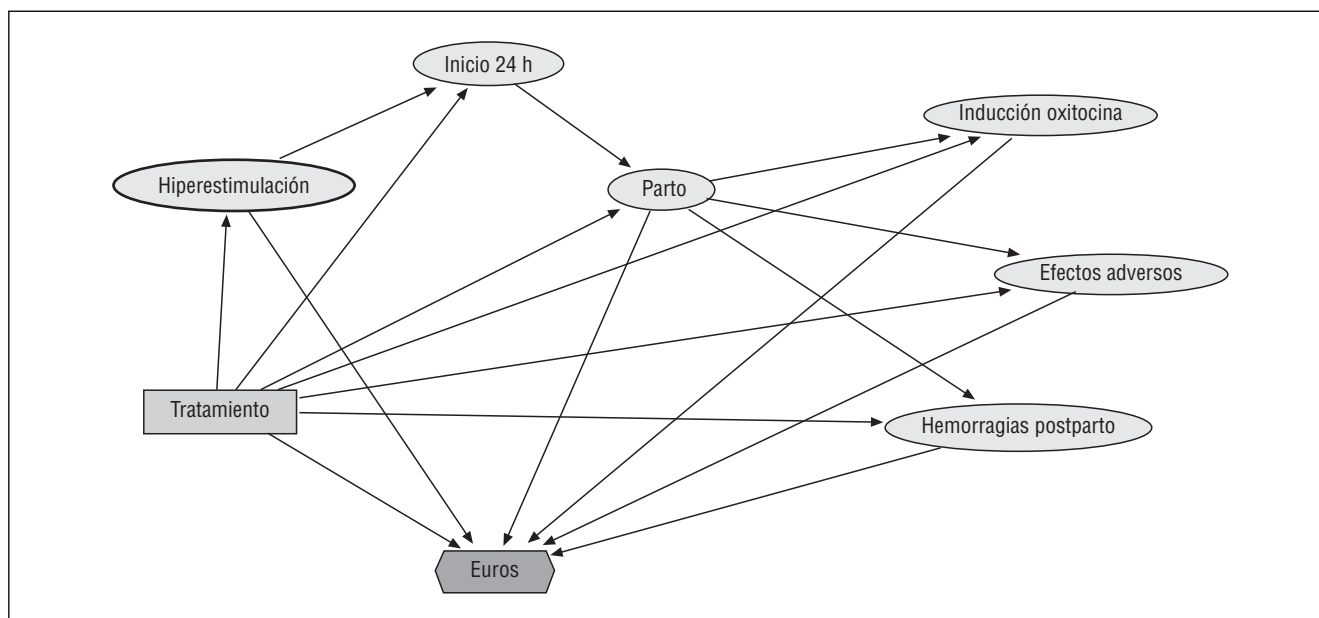 Inicio 24 h
Inducción oxitocina
Hiperestimulación
Parto
Efectos adversos
Tratamiento
Hemorragias postparto
Euros